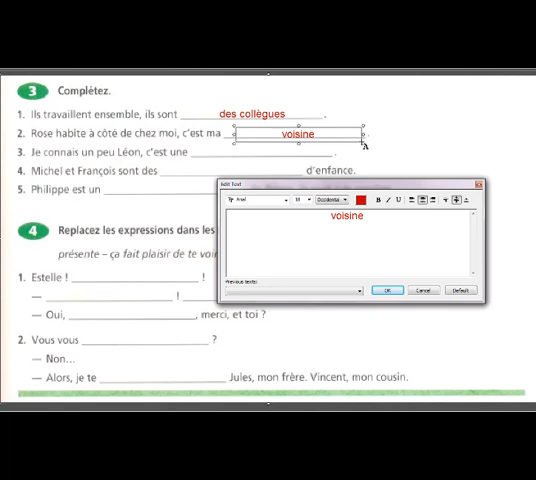 3 Complétez.
1. Ils travaillent ensemble, ils sont des collègues .
2. Rose habite à côté de chez moi, c'est ma voisine .
3. Je connais un peu Léon, c'est une .
4. Michel et François sont des d'enfance.
5. Philippe est un
Edit Text
Arial 18 Occidental B I U
voisine
Previous texts:
OK Cancel Default
4 Replacez les expressions dans les
présente – ça fait plaisir de te voir
1. Estelle ! !
— !
— Oui, , merci, et toi ?
2. Vous vous ?
— Non...
— Alors, je te Jules, mon frère. Vincent, mon cousin.